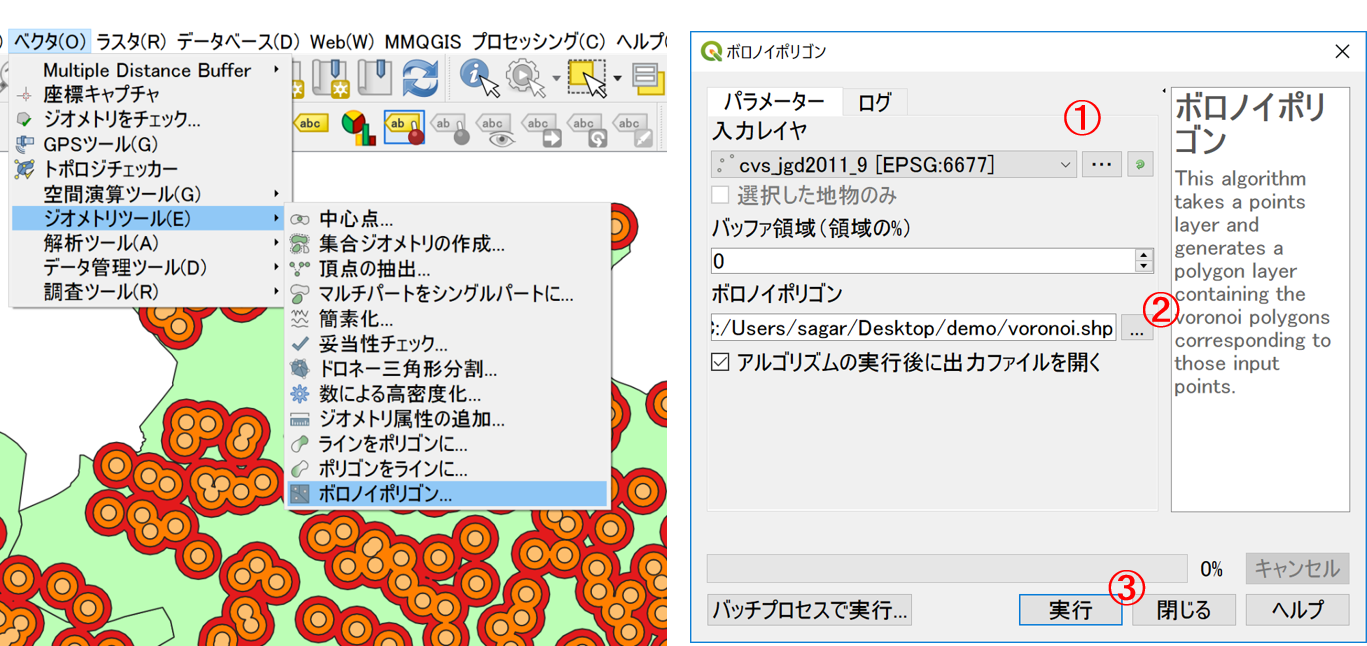 ) ベクタ(O) ラスタ(R) データベース(D) Web(W) MMQGIS プロセッシング(C) ヘルプ(
Multiple Distance Buffer
座標キャプチャ
ジオメトリをチェック...
GPSツール(G)
トポロジチェッカー
空間演算ツール(G)
ジオメトリツール(E)
解析ツール(A)
データ管理ツール(D)
調査ツール(R)
abc ab ab abc abc abc abc
中心点...
集合ジオメトリの作成...
頂点の抽出...
マルチパートをシングルパートに...
簡素化...
妥当性チェック...
ドロネー三角形分割...
数による高密度化...
ジオメトリ属性の追加...
ラインをポリゴンに...
ポリゴンをラインに...
ボロノイポリゴン...
ボロノイポリゴン
パラメーター ログ
①
入力レイヤ
cvs_jgd2011_9 [EPSG:6677]
...
選択した地物のみ
バッファ領域(領域の%)
0
ボロノイポリゴン
②
:/Users/sagar/Desktop/demo/voronoi.shp
...
アルゴリズムの実行後に出力ファイルを開く
ボロノイポリ
ゴン
This algorithm
takes a points
layer and
generates a
polygon layer
containing the
voronoi polygons
corresponding to
those input
points.
0% キャンセル
③
バッチプロセスで実行... 実行 閉じる ヘルプ